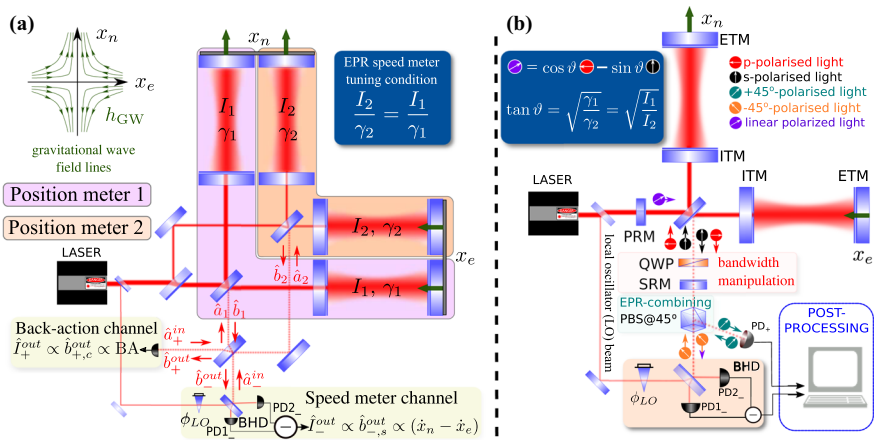 (a)
x_n
x_e
h_GW
gravitational wave
field lines
Position meter 1
Position meter 2
LASER
I_1
γ_1
I_2
γ_2
EPR speed meter
tuning condition
I_2/γ_2 = I_1/γ_1
I_2, γ_2
I_1, γ_1
x_n
x_e
b̂_2 â_2
â_1 b̂_1
Back-action channel
Î_+^out ∝ b̂_{+,c}^out ∝ BA
â_+^in
b̂_+^out
b̂_-^out â_-^in
Speed meter channel
ϕ_LO
BHD
PD1_-
PD2_-
Î_-^out ∝ b̂_{-,s}^out ∝ (ẋ_n − ẋ_e)
(b)
x_n
ETM
= cos ϑ − sin ϑ
tan ϑ = √(γ_1/γ_2) = √(I_1/I_2)
p-polarised light
s-polarised light
+45º-polarised light
-45º-polarised light
linear polarized light
ITM
LASER
ITM
ETM
PRM
x_e
QWP
bandwidth
manipulation
SRM
EPR-combining
PBS@45º
PD_+
local oscillator (LO) beam
POST-
PROCESSING
BHD
PD2_-
ϕ_LO
PD1_-